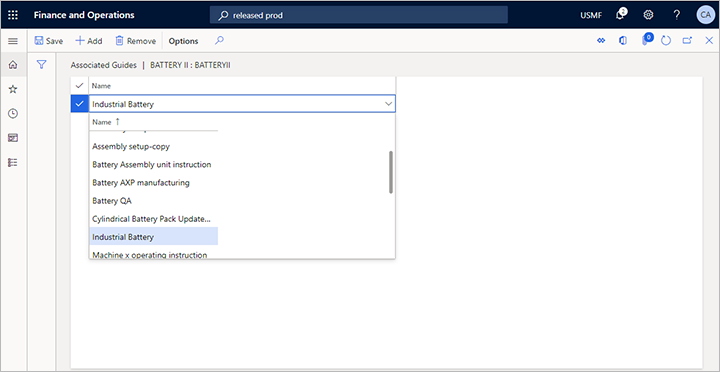 Finance and Operations
released prod
USMF
2
?
CA
Save
Add
Remove
Options
0
Associated Guides | BATTERY II : BATTERYII
Name
Industrial Battery
Name ↑
Assembly setup-copy
Battery Assembly unit instruction
Battery AXP manufacturing
Battery QA
Cylindrical Battery Pack Update...
Industrial Battery
Machine x operating instruction